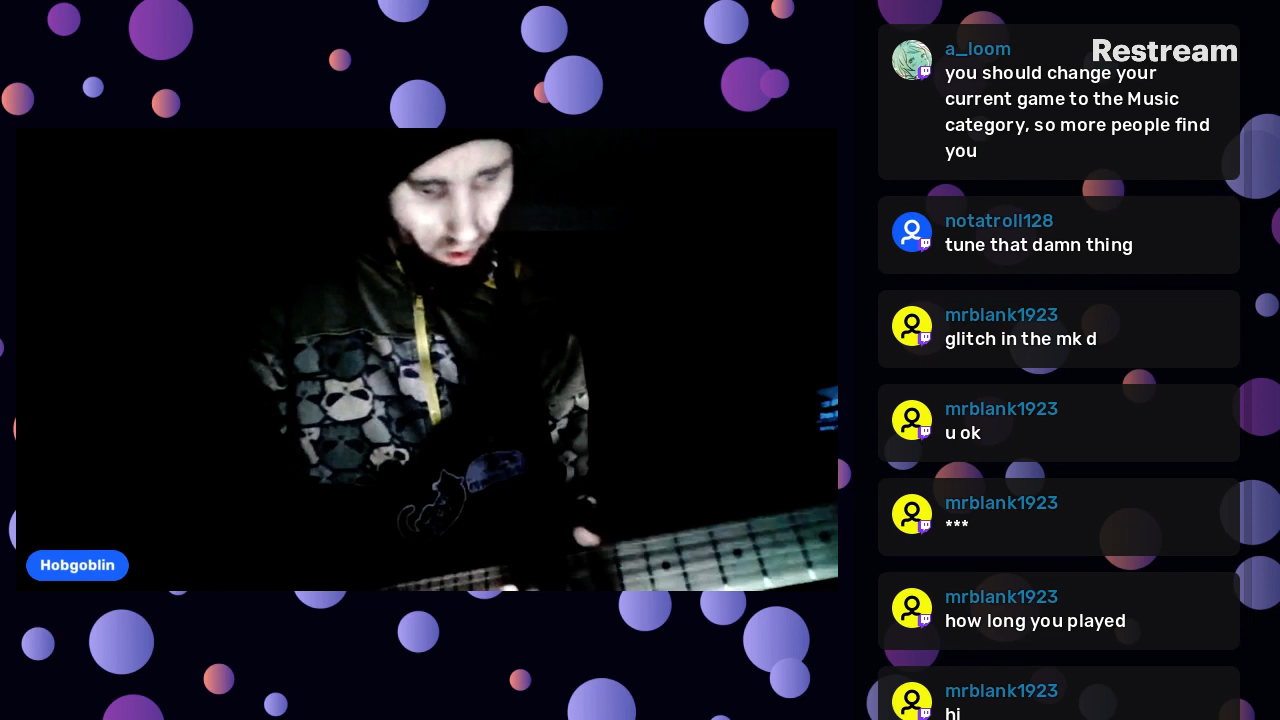 Restream
a_loom
you should change your
current game to the Music
category, so more people find
you
notatroll128
tune that damn thing
mrblank1923
glitch in the mk d
mrblank1923
u ok
mrblank1923
***
mrblank1923
how long you played
mrblank1923
hi
Hobgoblin